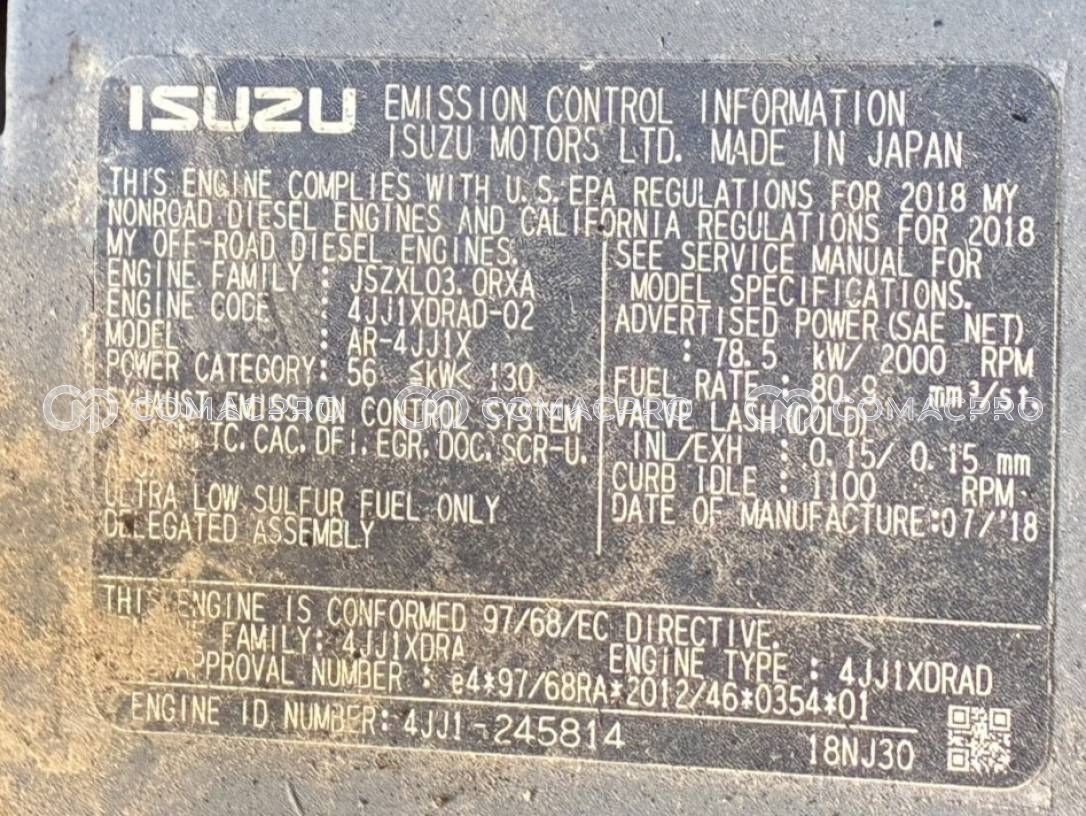 ISUZU EMISSION CONTROL INFORMATION
ISUZU MOTORS LTD. MADE IN JAPAN
THIS ENGINE COMPLIES WITH U.S.EPA REGULATIONS FOR 2018 MY
NONROAD DIESEL ENGINES AND CALIFORNIA REGULATIONS FOR 2018
MY OFF-ROAD DIESEL ENGINES.
ENGINE FAMILY : JSZXL03.0RXA
ENGINE CODE : 4JJ1XDRAD-02
MODEL : AR-4JJ1X
POWER CATEGORY: 56 ≤kW< 130
EXHAUST EMISSION CONTROL SYSTEM
TC.CAC.DFI.EGR.DOC.SCR-U.
ULTRA LOW SULFUR FUEL ONLY
DELEGATED ASSEMBLY
SEE SERVICE MANUAL FOR
MODEL SPECIFICATIONS.
ADVERTISED POWER(SAE NET)
: 78.5 kW/ 2000 RPM
FUEL RATE : 80.9 mm³/st
VALVE LASH(COLD)
INL/EXH : 0.15/ 0.15 mm
CURB IDLE : 1100 RPM
DATE OF MANUFACTURE:07/'18
COMACPRO COMACPRO COMACPRO
THIS ENGINE IS CONFORMED 97/68/EC DIRECTIVE.
FAMILY: 4JJ1XDRA ENGINE TYPE : 4JJ1XDRAD
APPROVAL NUMBER : e4*97/68RA*2012/46*0354*01
ENGINE ID NUMBER: 4JJ1-245814
18NJ30